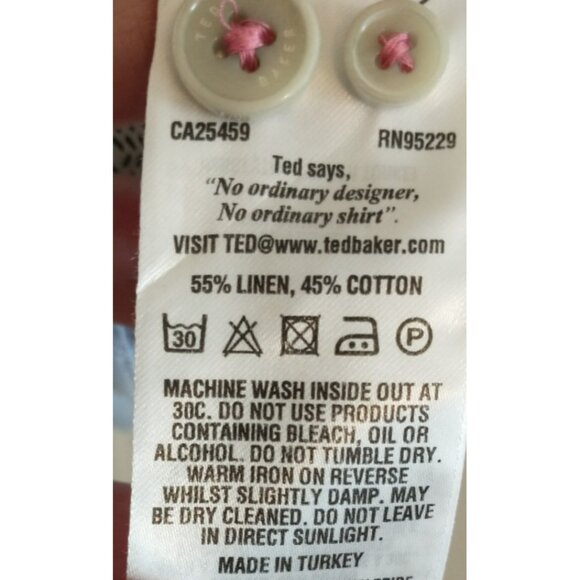 TED BAKER
CA25459 RN95229
Ted says,
"No ordinary designer,
No ordinary shirt".
VISIT TED@www.tedbaker.com
55% LINEN, 45% COTTON
30 P
MACHINE WASH INSIDE OUT AT
30C. DO NOT USE PRODUCTS
CONTAINING BLEACH, OIL OR
ALCOHOL. DO NOT TUMBLE DRY.
WARM IRON ON REVERSE
WHILST SLIGHTLY DAMP. MAY
BE DRY CLEANED. DO NOT LEAVE
IN DIRECT SUNLIGHT.
MADE IN TURKEY